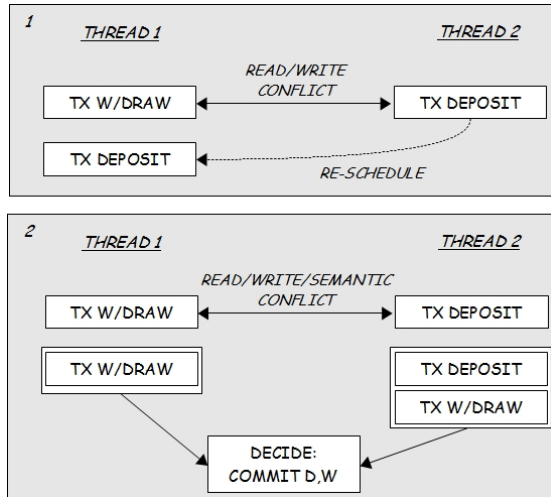 1
THREAD 1
THREAD 2
READ/WRITE
CONFLICT
TX W/DRAW
TX DEPOSIT
TX DEPOSIT
RE-SCHEDULE
2
THREAD 1
THREAD 2
READ/WRITE/SEMANTIC
CONFLICT
TX W/DRAW
TX DEPOSIT
TX W/DRAW
TX DEPOSIT
TX W/DRAW
DECIDE:
COMMIT D,W